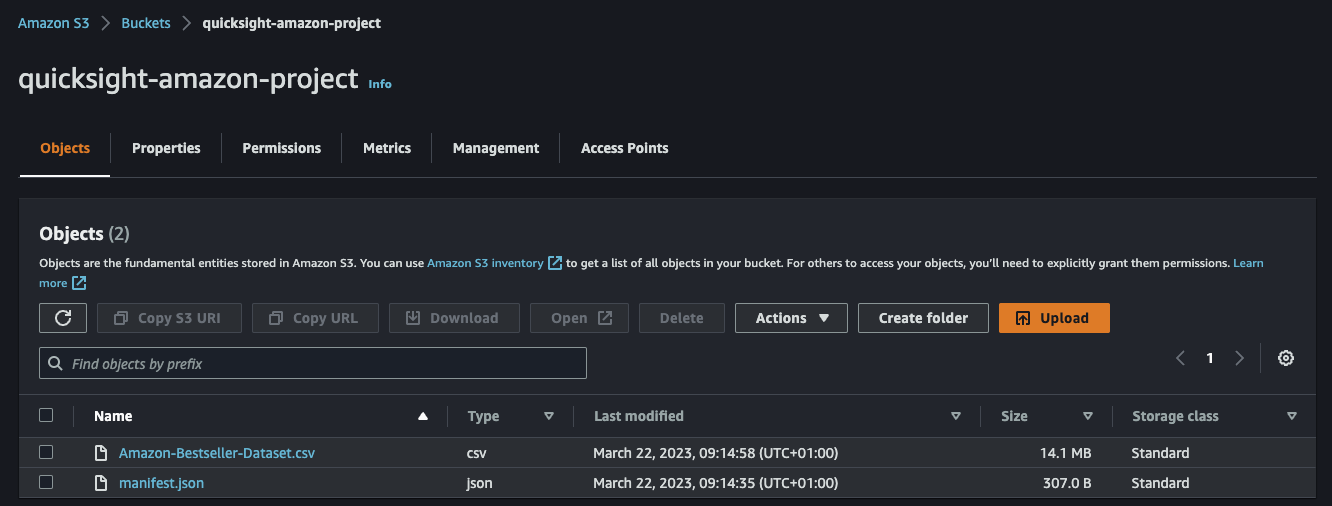 Amazon S3 > Buckets > quicksight-amazon-project
quicksight-amazon-project Info
Objects Properties Permissions Metrics Management Access Points
Objects (2)
Objects are the fundamental entities stored in Amazon S3. You can use Amazon S3 inventory to get a list of all objects in your bucket. For others to access your objects, you'll need to explicitly grant them permissions. Learn
more
Copy S3 URI Copy URL Download Open Delete Actions Create folder Upload
Find objects by prefix 1
Name Type Last modified Size Storage class
Amazon-Bestseller-Dataset.csv csv March 22, 2023, 09:14:58 (UTC+01:00) 14.1 MB Standard
manifest.json json March 22, 2023, 09:14:35 (UTC+01:00) 307.0 B Standard